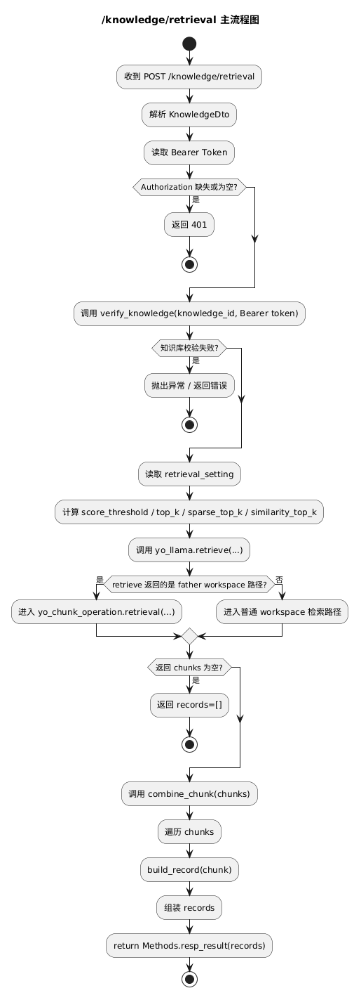 /knowledge/retrieval 主流程图
收到 POST /knowledge/retrieval
解析 KnowledgeDto
读取 Bearer Token
Authorization 缺失或为空?
是
返回 401
调用 verify_knowledge(knowledge_id, Bearer token)
知识库校验失败?
是
抛出异常 / 返回错误
读取 retrieval_setting
计算 score_threshold / top_k / sparse_top_k / similarity_top_k
调用 yo_llama.retrieve(...)
是
retrieve 返回的是 father workspace 路径?
否
进入 yo_chunk_operation.retrieval(...)
进入普通 workspace 检索路径
返回 chunks 为空?
是
返回 records=[]
调用 combine_chunk(chunks)
遍历 chunks
build_record(chunk)
组装 records
return Methods.resp_result(records)